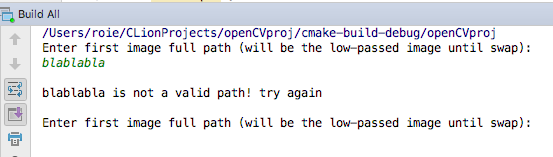 Build All
/Users/roie/CLionProjects/openCVproj/cmake-build-debug/openCVproj
Enter first image full path (will be the low-passed image until swap):
blablabla
blablabla is not a valid path! try again
Enter first image full path (will be the low-passed image until swap):